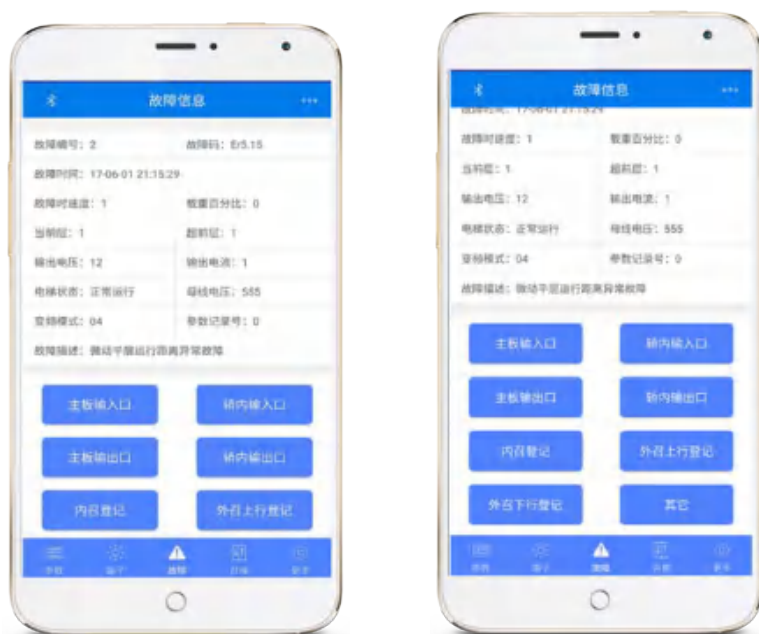 故障信息
故障编号：2 故障码：Er5.15
故障时间：17-06-01 21:15:29
故障时速度：1 载重百分比：0
当前层：1 超前层：1
输出电压：12 输出电流：1
电梯状态：正常运行 母线电压：555
变频模式：04 参数记录号：0
故障描述：微动平层运行距离异常故障
主板输入口 轿内输入口
主板输出口 轿内输出口
内召登记 外召上行登记
故障
故障信息
故障时间：17-06-01 21:15:29
故障时速度：1 载重百分比：0
当前层：1 超前层：1
输出电压：12 输出电流：1
电梯状态：正常运行 母线电压：555
变频模式：04 参数记录号：0
故障描述：微动平层运行距离异常故障
主板输入口 轿内输入口
主板输出口 轿内输出口
内召登记 外召上行登记
外召下行登记 其它
故障